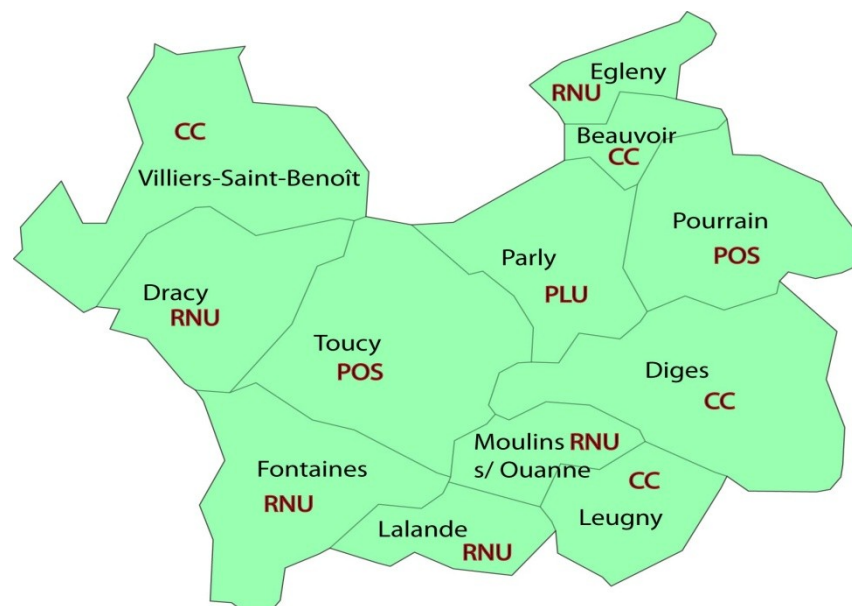 Egleny
RNU
Beauvoir
CC
CC
Villiers-Saint-Benoît
Pourrain
POS
Parly
PLU
Dracy
RNU
Toucy
POS
Diges
CC
Moulins RNU
s/ Ouanne
Fontaines
RNU
CC
Leugny
Lalande
RNU